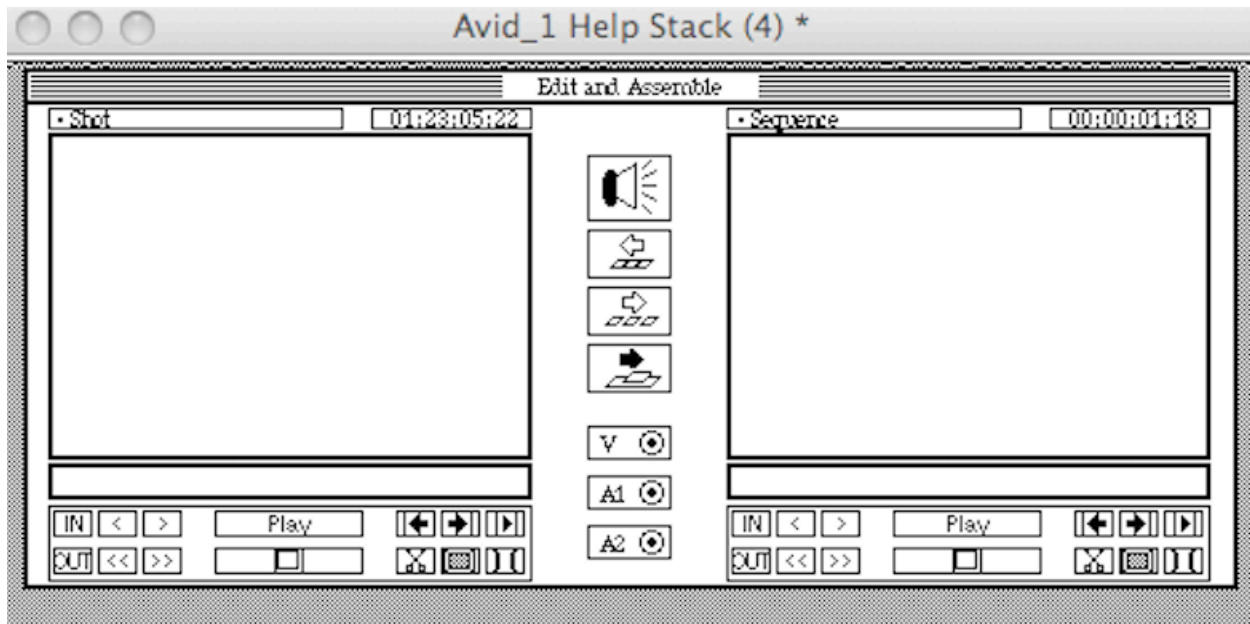 Avid_1 Help Stack (4) *
Edit and Assemble
• Shot 01:23:05:22
• Sequence 00:00:01:18
V
A1
A2
IN < > Play
OUT << >>
IN < > Play
OUT << >>